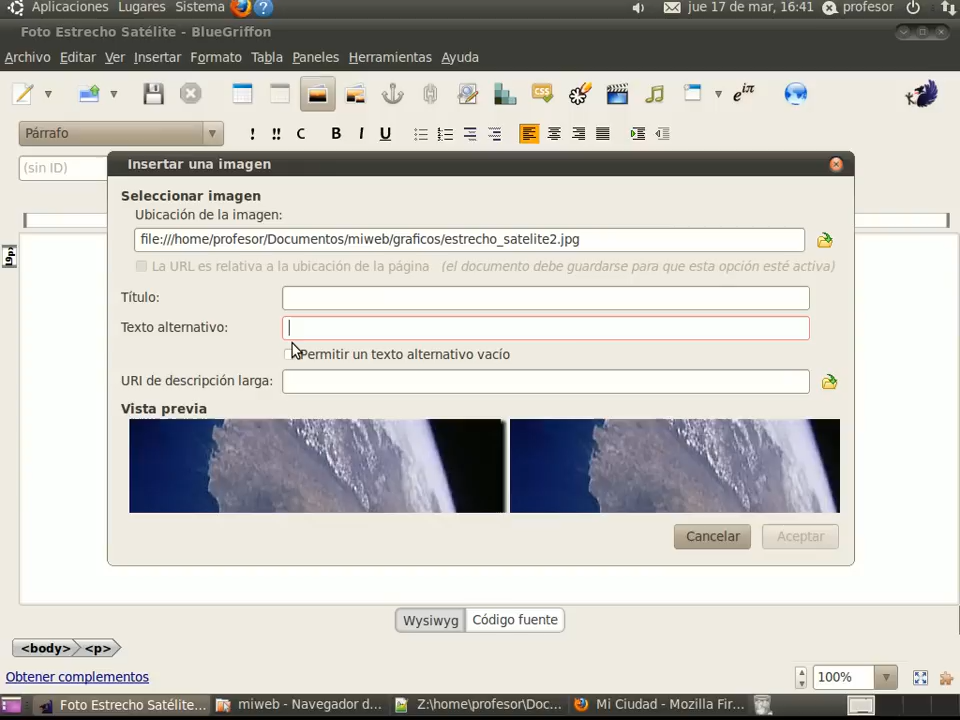 Aplicaciones Lugares Sistema jue 17 de mar, 16:41 profesor
Foto Estrecho Satélite - BlueGriffon
Archivo Editar Ver Insertar Formato Tabla Paneles Herramientas Ayuda
CSS
Párrafo ! !! C B I U
(sin ID)
Insertar una imagen
Seleccionar imagen
Ubicación de la imagen:
file:///home/profesor/Documentos/miweb/graficos/estrecho_satelite2.jpg
La URL es relativa a la ubicación de la página (el documento debe guardarse para que esta opción esté activa)
Título:
Texto alternativo:
Permitir un texto alternativo vacío
URI de descripción larga:
Vista previa
Cancelar Aceptar
Wysiwyg Código fuente
<body> <p>
Obtener complementos 100%
Foto Estrecho Satélite... miweb - Navegador d... Z:\home\profesor\Doc... Mi Ciudad - Mozilla Fir...